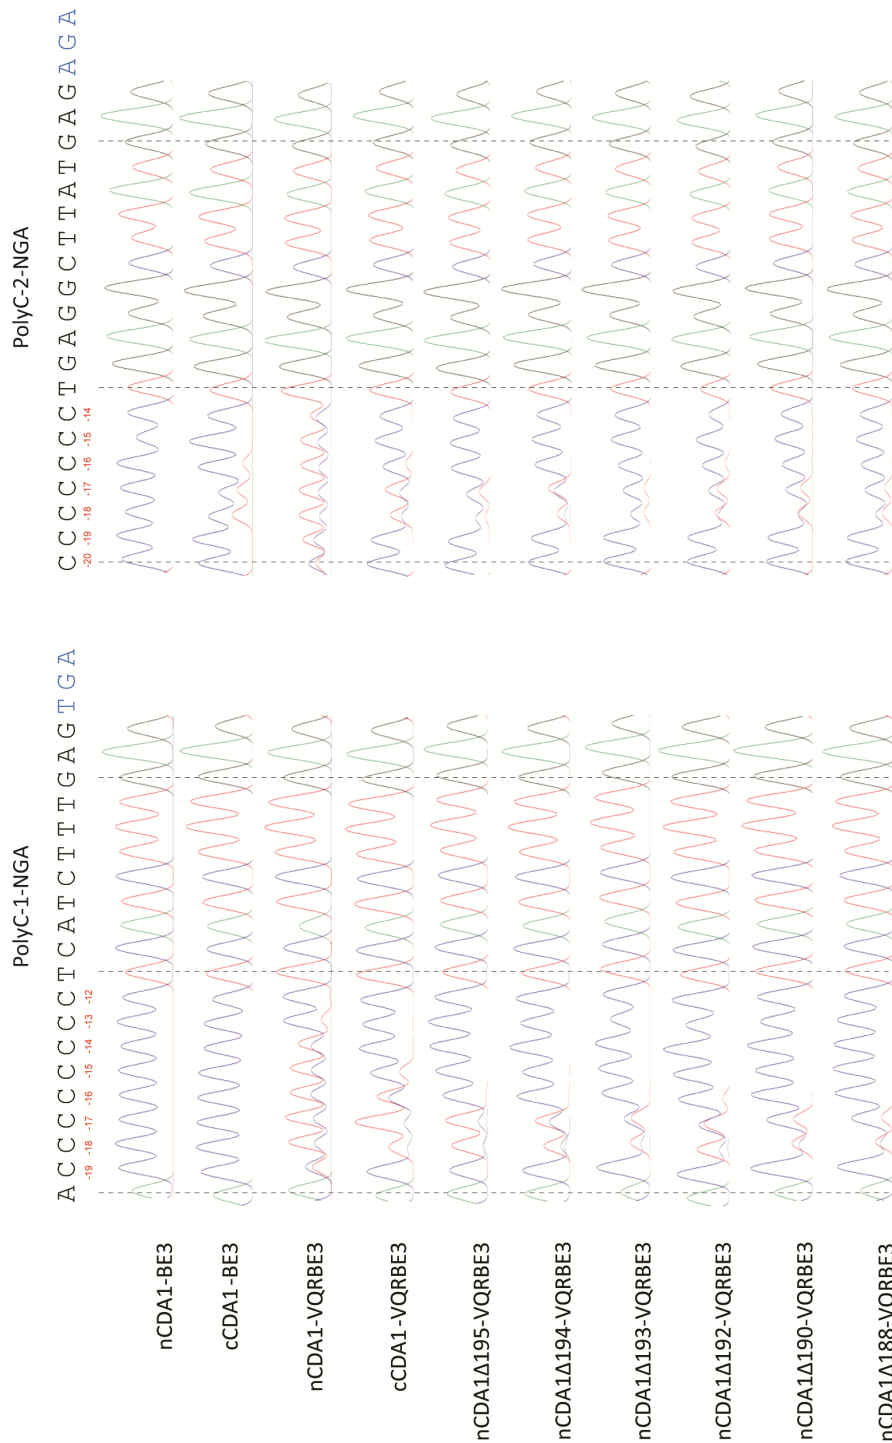 PolyC-1-NGA
PolyC-2-NGA
ACCCCCCCCTCATCTTTGAGTGA
CCCCCCCTGAGGCTTATGAGAGA
-19 -18 -17 -16 -15 -14 -13 -12
-20 -19 -18 -17 -16 -15 -14
nCDA1-BE3
cCDA1-BE3
nCDA1-VQRBE3
cCDA1-VQRBE3
nCDA1Δ195-VQRBE3
nCDA1Δ194-VQRBE3
nCDA1Δ193-VQRBE3
nCDA1Δ192-VQRBE3
nCDA1Δ190-VQRBE3
nCDA1Δ188-VQRBE3